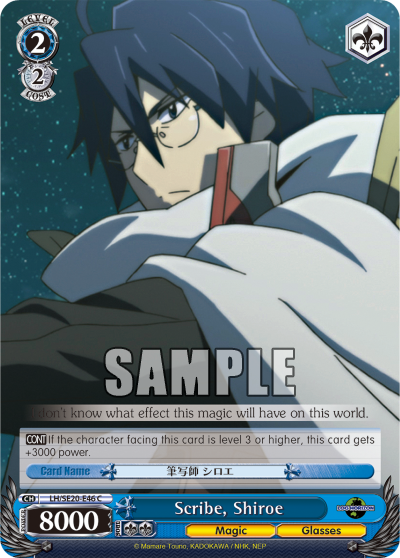 LEVEL
2
2
COST
SAMPLE
don't know what effect this magic will have on this world.
CONT If the character facing this card is level 3 or higher, this card gets
+3000 power.
Card Name
筆写師 シロエ
CH LH/SE20-E46 C
POWER 8000
Scribe, Shiroe
Magic
Glasses
© Mamare Touno, KADOKAWA / NHK, NEP